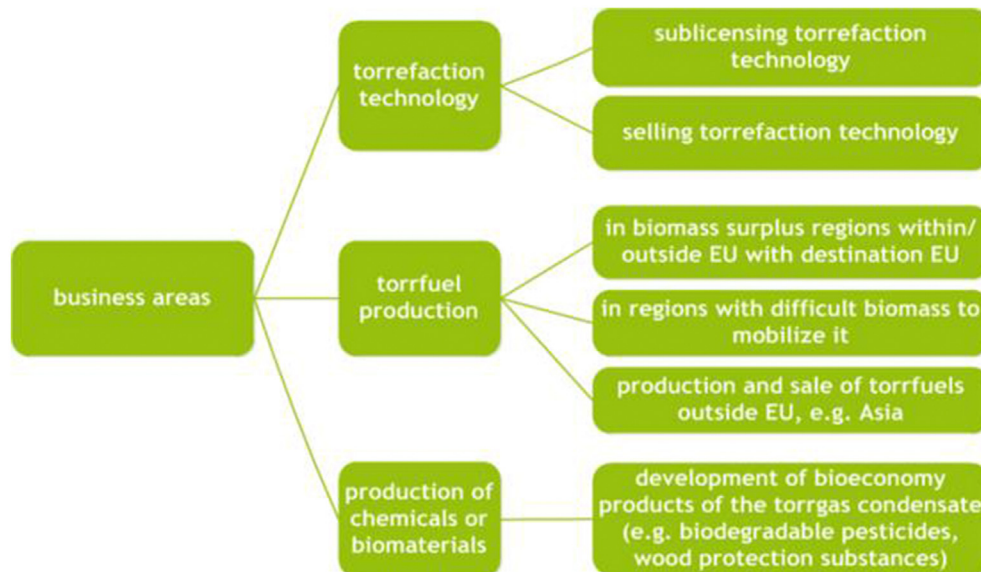 business areas
torrefaction
technology
sublicensing torrefaction
technology
selling torrefaction technology
torrfuel
production
in biomass surplus regions within/
outside EU with destination EU
in regions with difficult biomass to
mobilize it
production and sale of torrfuels
outside EU, e.g. Asia
production of
chemicals or
biomaterials
development of bioeconomy
products of the torrgas condensate
(e.g. biodegradable pesticides,
wood protection substances)